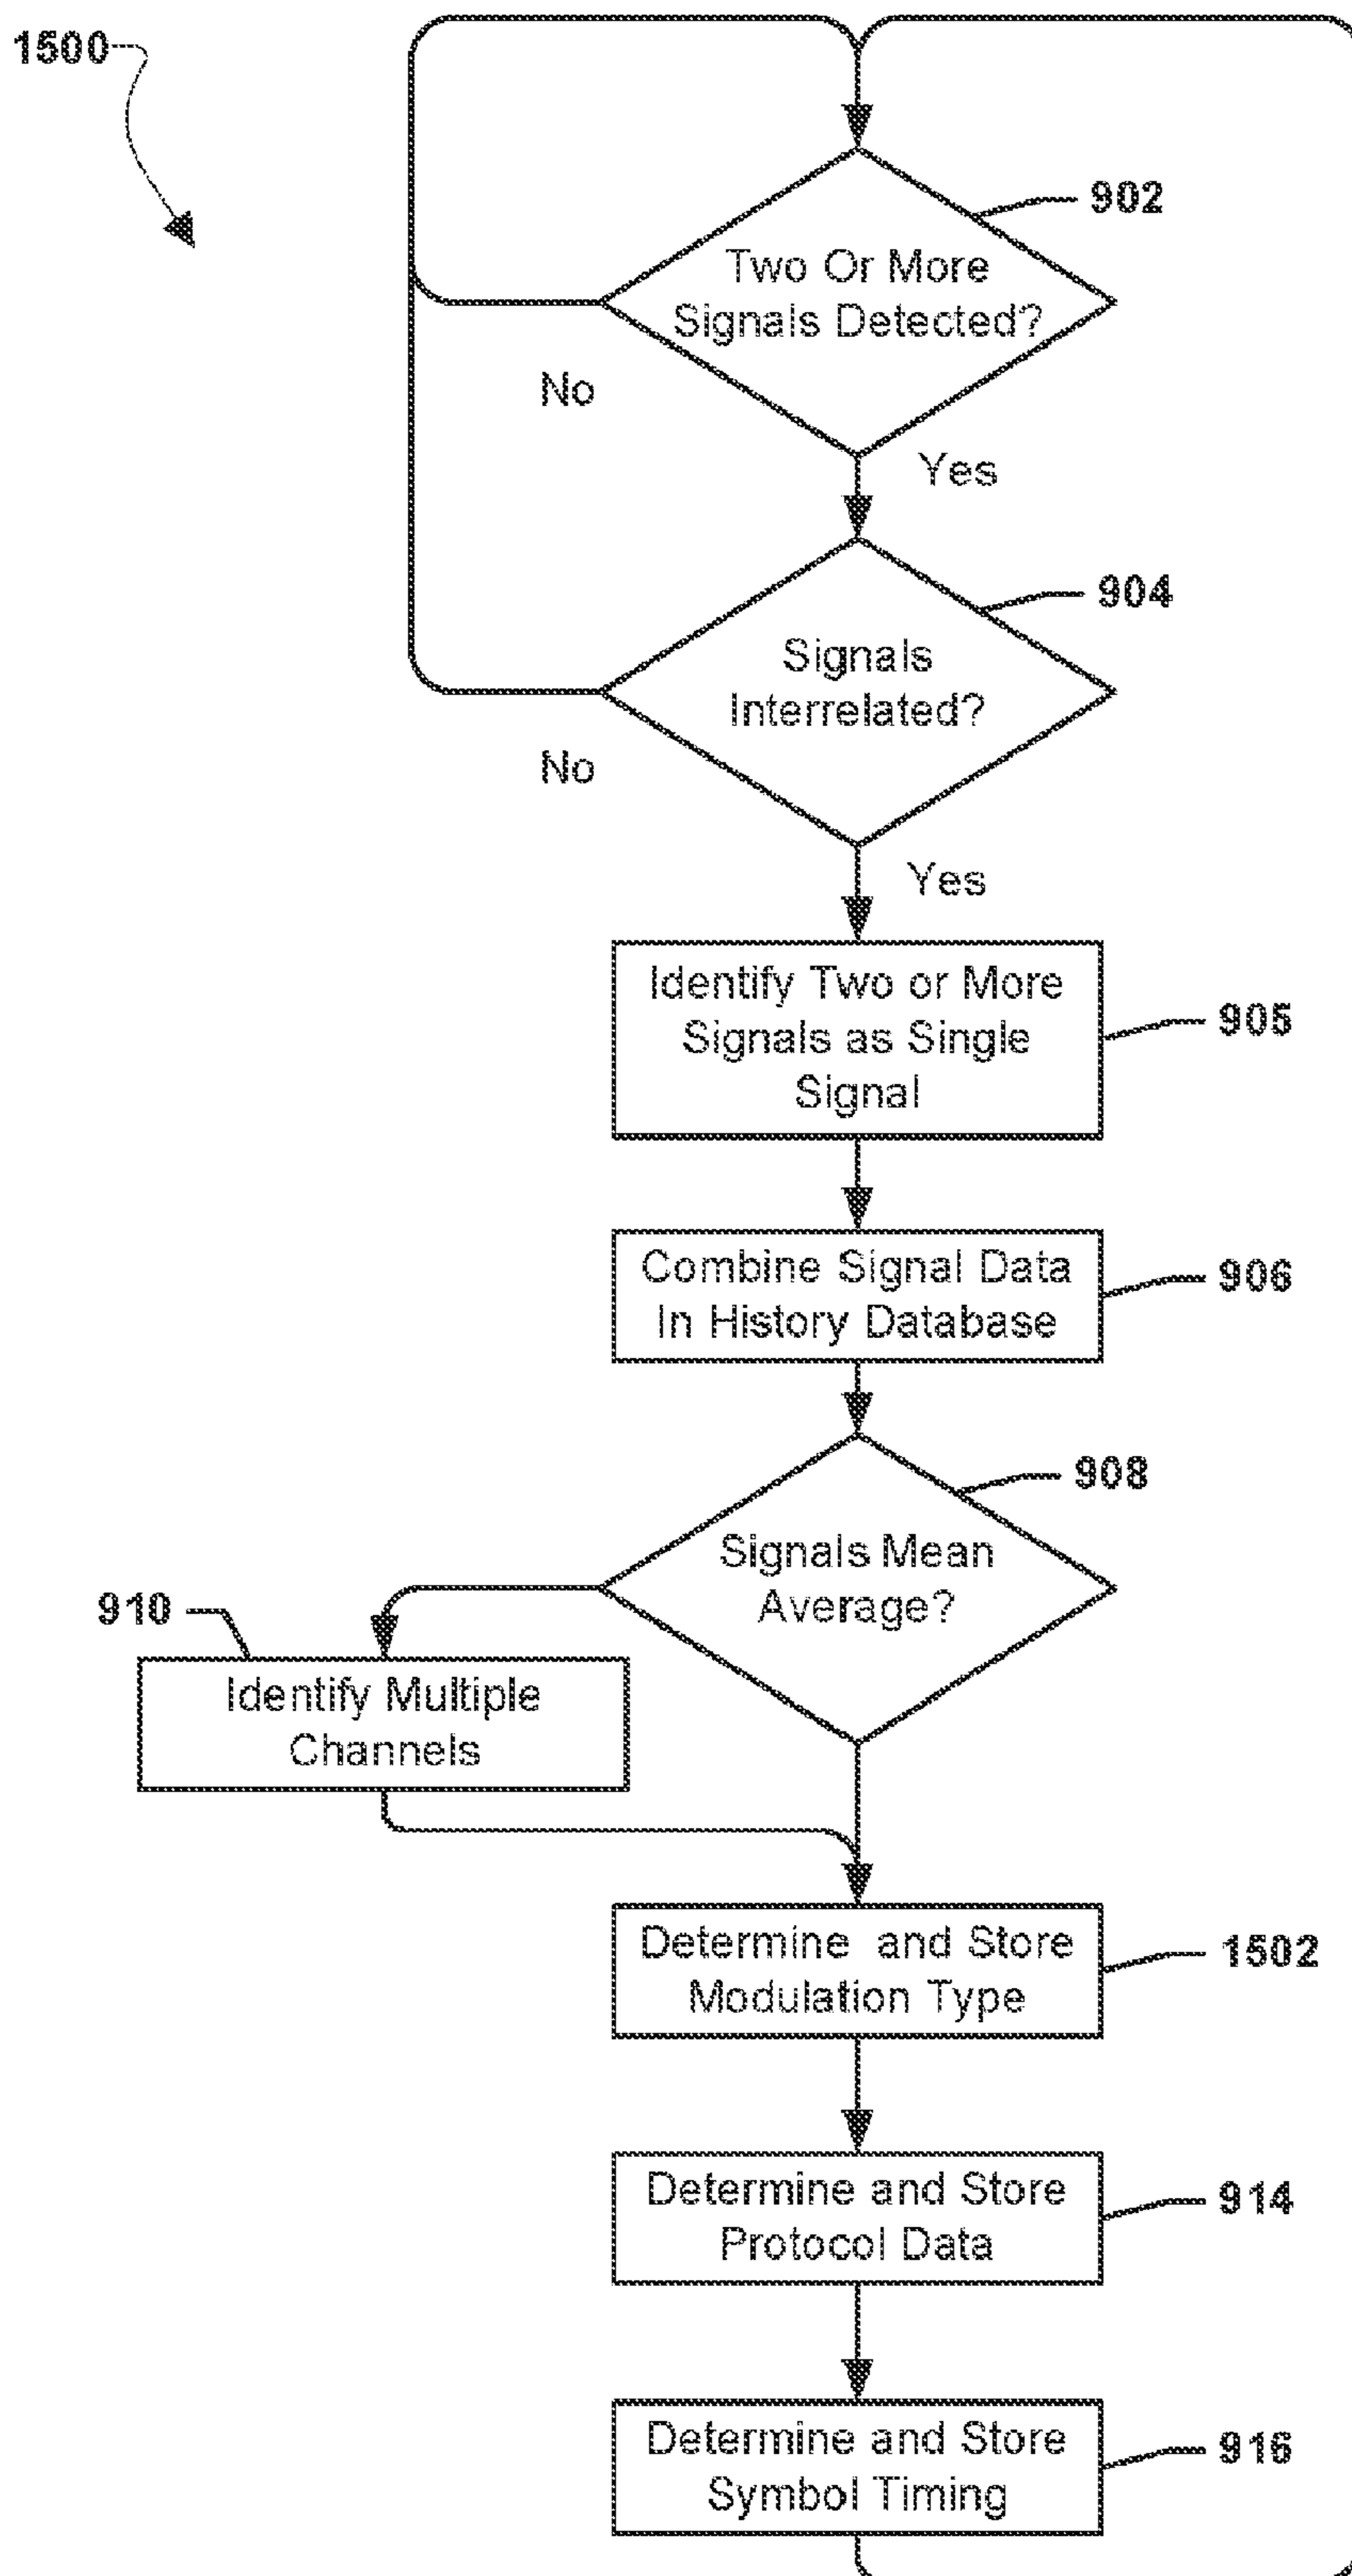 1500
902
Two Or More
Signals Detected?
No
Yes
904
Signals
Interrelated?
No
Yes
Identify Two or More
Signals as Single
Signal
905
Combine Signal Data
In History Database
906
908
Signals Mean
Average?
910
Identify Multiple
Channels
Determine and Store
Modulation Type
1502
Determine and Store
Protocol Data
914
Determine and Store
Symbol Timing
916